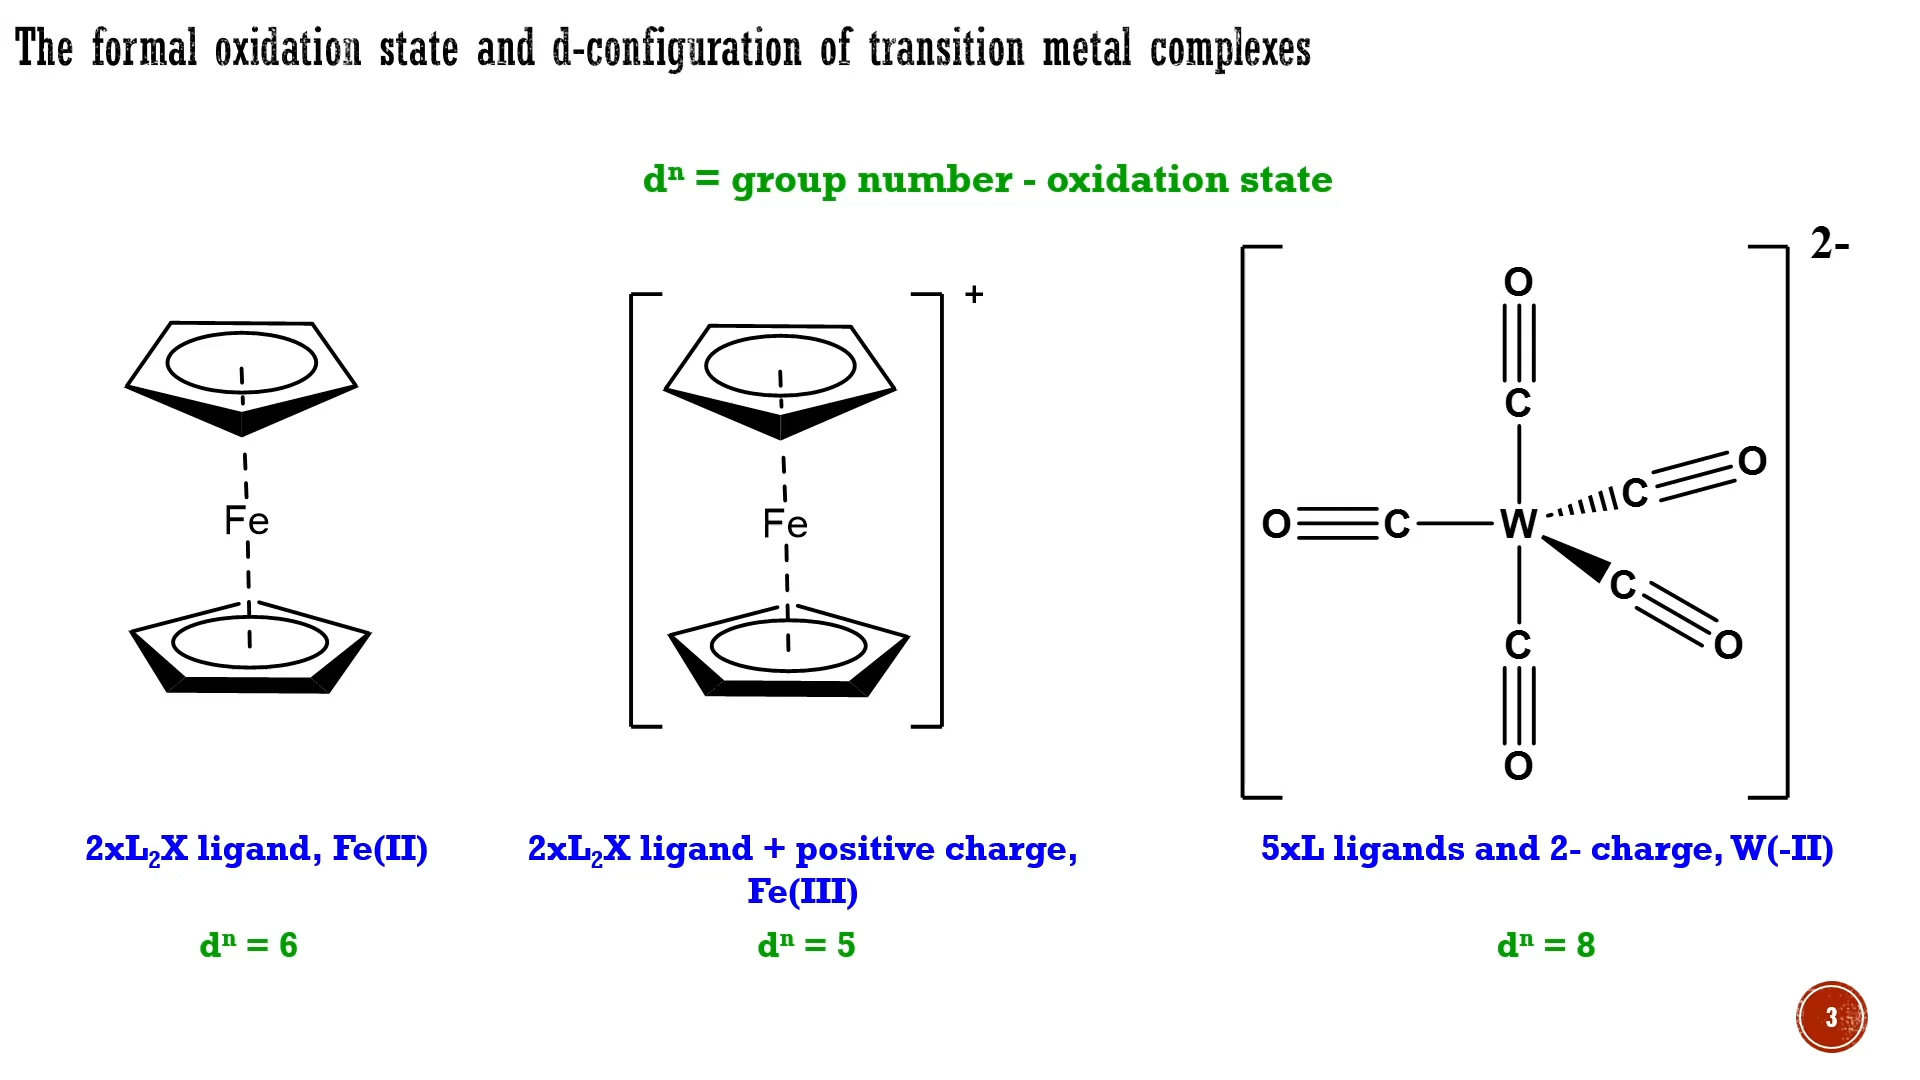 The formal oxidation state and d-configuration of transition metal complexes
dⁿ = group number - oxidation state
2-
+
O
C
O
C
O
C
W
C
O
C
O
Fe
Fe
2xL₂X ligand, Fe(II)
2xL₂X ligand + positive charge,
Fe(III)
5xL ligands and 2- charge, W(-II)
dⁿ = 6
dⁿ = 5
dⁿ = 8
3